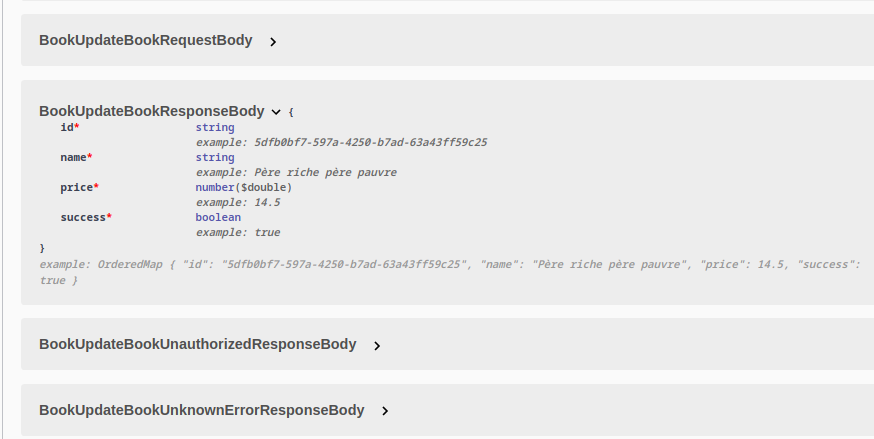 BookUpdateBookRequestBody
BookUpdateBookResponseBody {
id* string
example: 5dfb0bf7-597a-4250-b7ad-63a43ff59c25
name* string
example: Père riche père pauvre
price* number($double)
example: 14.5
success* boolean
example: true
}
example: OrderedMap { "id": "5dfb0bf7-597a-4250-b7ad-63a43ff59c25", "name": "Père riche père pauvre", "price": 14.5, "success":
true }
BookUpdateBookUnauthorizedResponseBody
BookUpdateBookUnknownErrorResponseBody